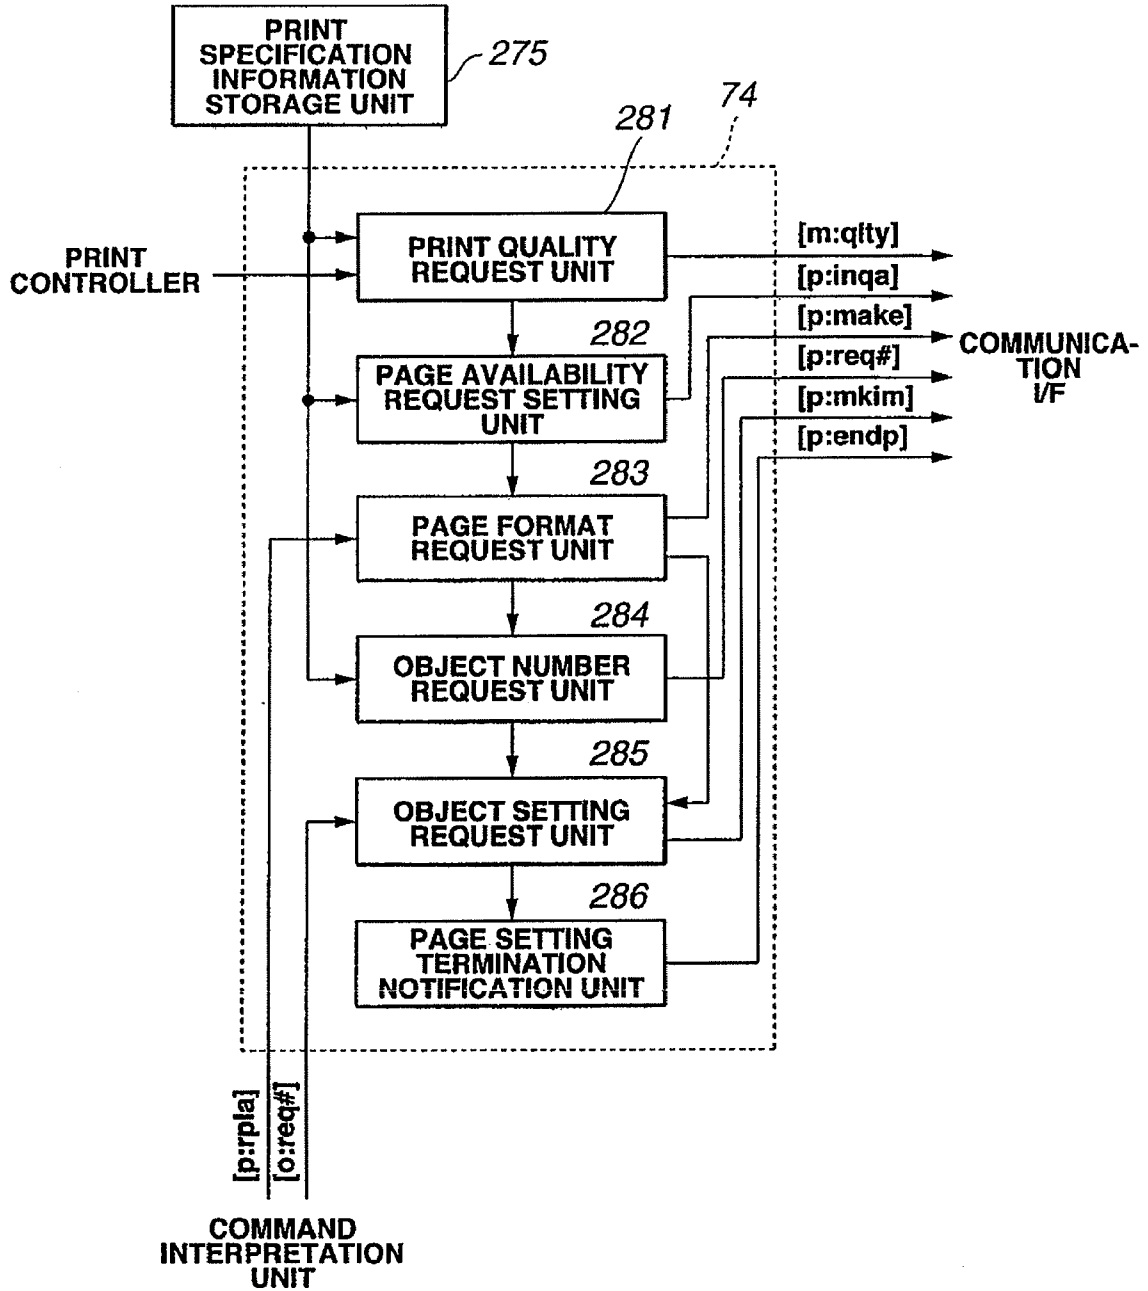 PRINT
SPECIFICATION
INFORMATION
STORAGE UNIT
275
74
281
PRINT QUALITY
REQUEST UNIT
[m:qlty]
PRINT
CONTROLLER
[p:inqa]
282
[p:make]
PAGE AVAILABILITY
REQUEST SETTING
UNIT
[p:req#]
COMMUNICA-
TION
I/F
[p:mkim]
[p:endp]
283
PAGE FORMAT
REQUEST UNIT
284
OBJECT NUMBER
REQUEST UNIT
285
OBJECT SETTING
REQUEST UNIT
286
PAGE SETTING
TERMINATION
NOTIFICATION UNIT
[p:rpla]
[o:req#]
COMMAND
INTERPRETATION
UNIT